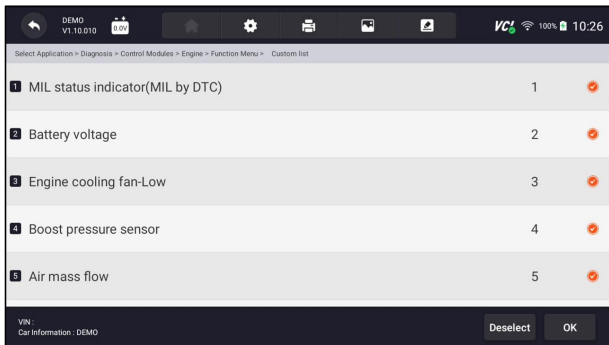 DEMO
V1.10.010
0.0V
VC!
100%
10:26
Select Application > Diagnosis > Control Modules > Engine > Function Menu > Custom list
1 MIL status indicator(MIL by DTC) 1
2 Battery voltage 2
3 Engine cooling fan-Low 3
4 Boost pressure sensor 4
5 Air mass flow 5
VIN :
Car Information : DEMO
Deselect
OK